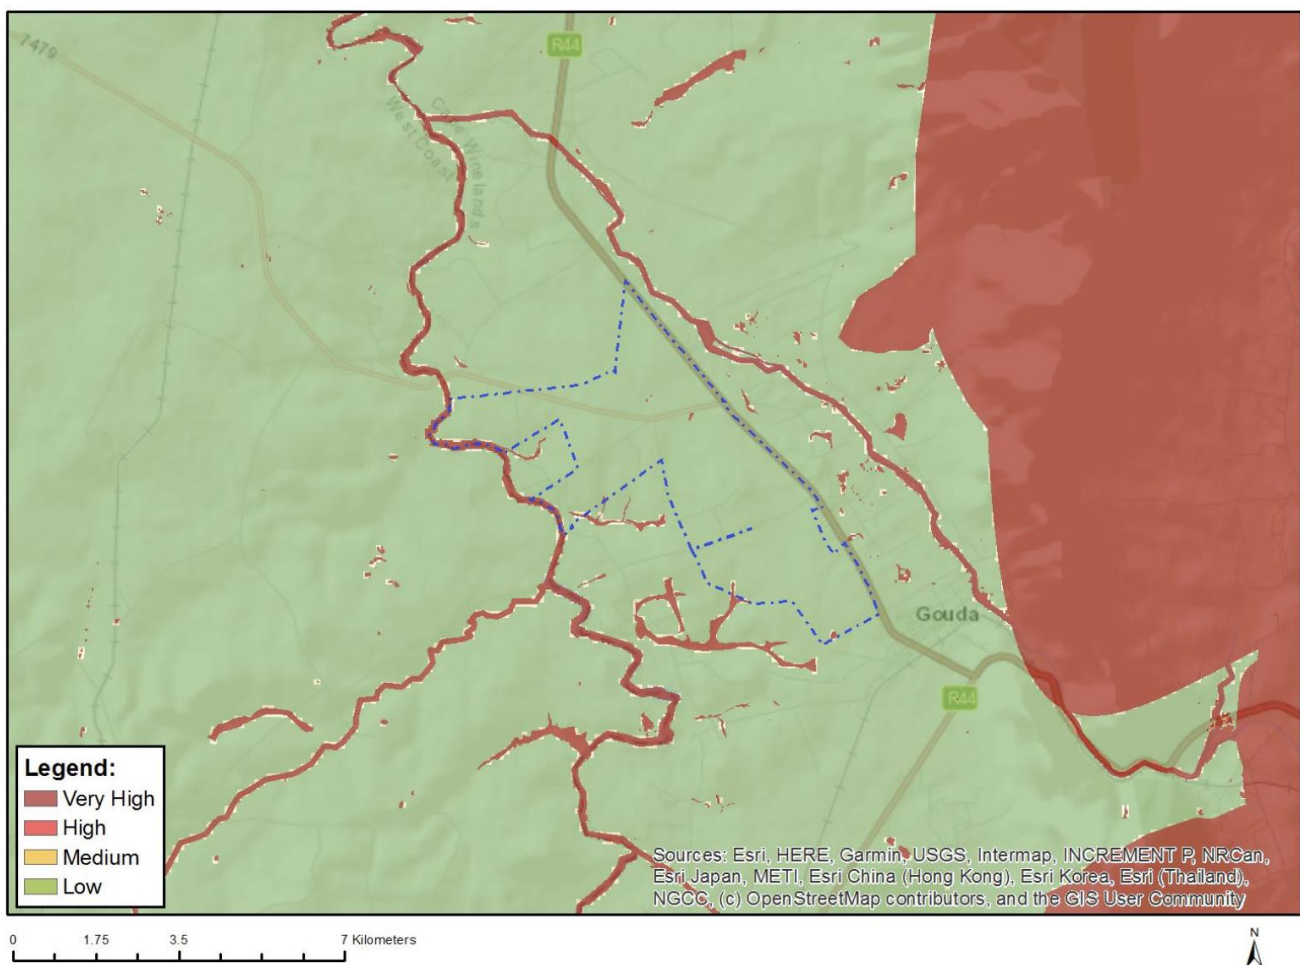 R44
7479
Cape Winelands
West Coast
Gouda
R44
Legend:
Very High
High
Medium
Low
Sources: Esri, HERE, Garmin, USGS, Intermap, INCREMENT P, NRCan,
Esri Japan, METI, Esri China (Hong Kong), Esri Korea, Esri (Thailand),
NGCC, (c) OpenStreetMap contributors, and the GIS User Community
0 1.75 3.5 7 Kilometers
N